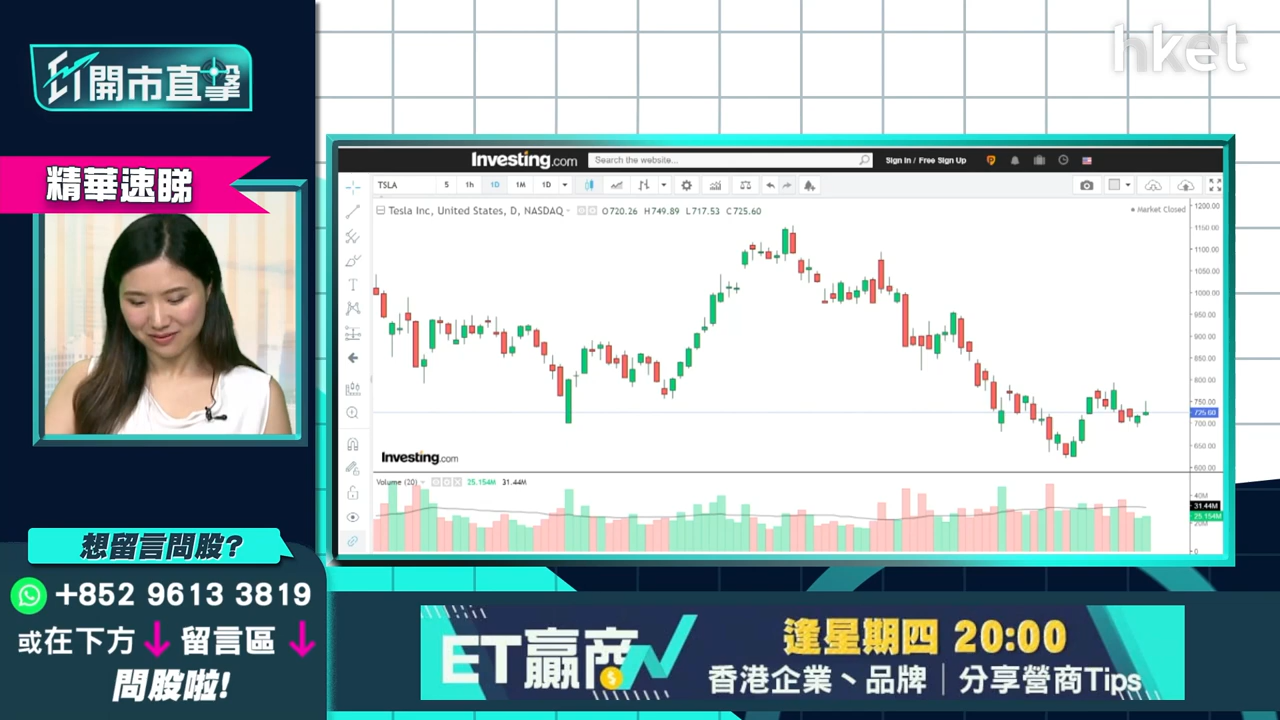 hket
ET開市直擊
精華速睇
Investing.com
Search the website...
Sign In / Free Sign Up
TSLA
5
1h
1D
1M
1D
Tesla Inc, United States, D, NASDAQ
O720.26 H749.89 L717.53 C725.60
Market Closed
1200.00
1150.00
1100.00
1050.00
1000.00
950.00
900.00
850.00
800.00
750.00
725.60
700.00
650.00
600.00
Investing.com
Volume (20)
25.154M 31.44M
40M
31.44M
25.154M
20M
0
想留言問股?
+852 9613 3819
或在下方 留言區
問股啦!
ET贏商
逢星期四 20:00
香港企業、品牌｜分享營商Tips